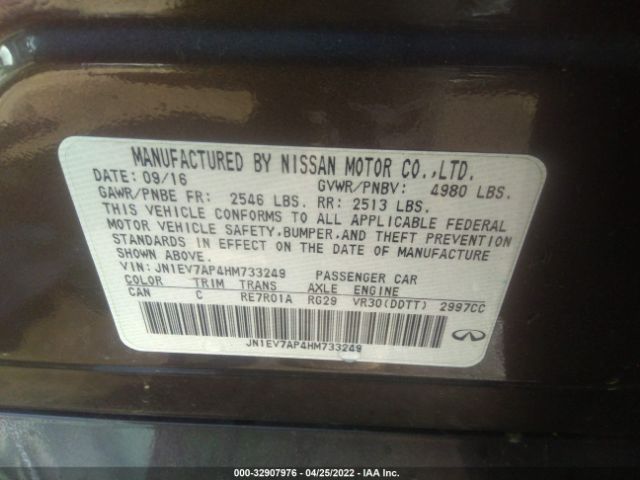 MANUFACTURED BY NISSAN MOTOR CO.,LTD.
DATE: 09/16 GVWR/PNBV: 4980 LBS.
GAWR/PNBE FR: 2546 LBS. RR: 2513 LBS.
THIS VEHICLE CONFORMS TO ALL APPLICABLE FEDERAL
MOTOR VEHICLE SAFETY,BUMPER,AND THEFT PREVENTION
STANDARDS IN EFFECT ON THE DATE OF MANUFACTURE
SHOWN ABOVE.
VIN: JN1EV7AP4HM733249 PASSENGER CAR
COLOR TRIM TRANS AXLE ENGINE
CAN C RE7R01A RG29 VR30(DDTT) 2997CC
JN1EV7AP4HM733249
000-32907976 • 04/25/2022 • IAA Inc.